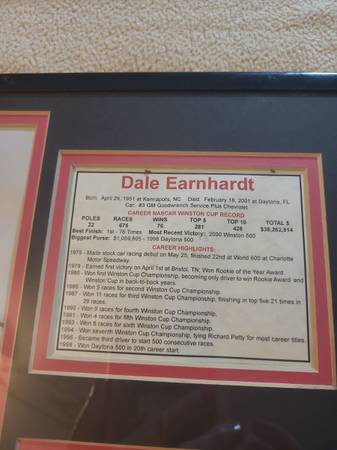 Dale Earnhardt
Born: April 29, 1951 at Kannapolis, NC Died: February 18, 2001 at Daytona, FL
Car: #3 GM Goodwrench Service Plus Chevrolet
CAREER NASCAR WINSTON CUP RECORD
POLES RACES WINS TOP 5 TOP 10 TOTAL $
22 675 76 281 428 $38,262,914
Best Finish: 1st - 76 Times Most Recent Victory: 2000 Winston 500
Biggest Purse: $1,059,805 - 1998 Daytona 500
CAREER HIGHLIGHTS:
1975 - Made stock car racing debut on May 25, finished 22nd at World 600 at Charlotte
Motor Speedway.
1979 - Earned first victory on April 1st at Bristol, TN; Won Rookie of the Year Award.
1980 - Won first Winston Cup Championship, becoming only driver to win Rookie Award and
Winston Cup in back-to-back years.
1986 - Won 5 races for second Winston Cup Championship.
1987 - Won 11 races for third Winston Cup Championship, finishing in top five 21 times in
29 races.
1990 - Won 9 races for fourth Winston Cup Championship.
1991 - Won 4 races for fifth Winston Cup Championship.
1993 - Won 6 races for sixth Winston Cup Championship.
1994 - Won seventh Winston Cup Championship, tying Richard Petty for most career titles.
1996 - Became third driver to start 500 consecutive races.
1998 - Won Daytona 500 in 20th career start.